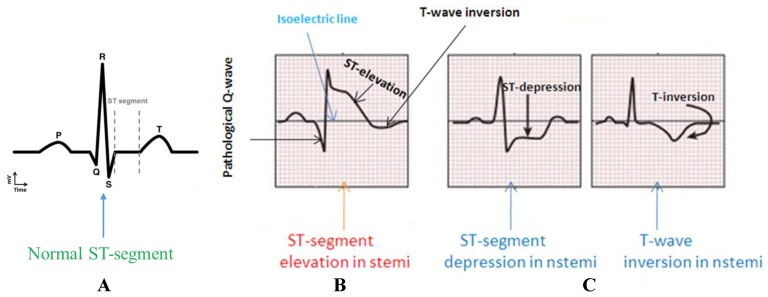 R
ST segment
P
T
Q
S
mV
Time
Normal ST-segment
A
Isoelectric line
T-wave inversion
Pathological Q-wave
ST-elevation
ST-segment
elevation in stemi
B
ST-depression
T-inversion
ST-segment
depression in nstemi
T-wave
inversion in nstemi
C